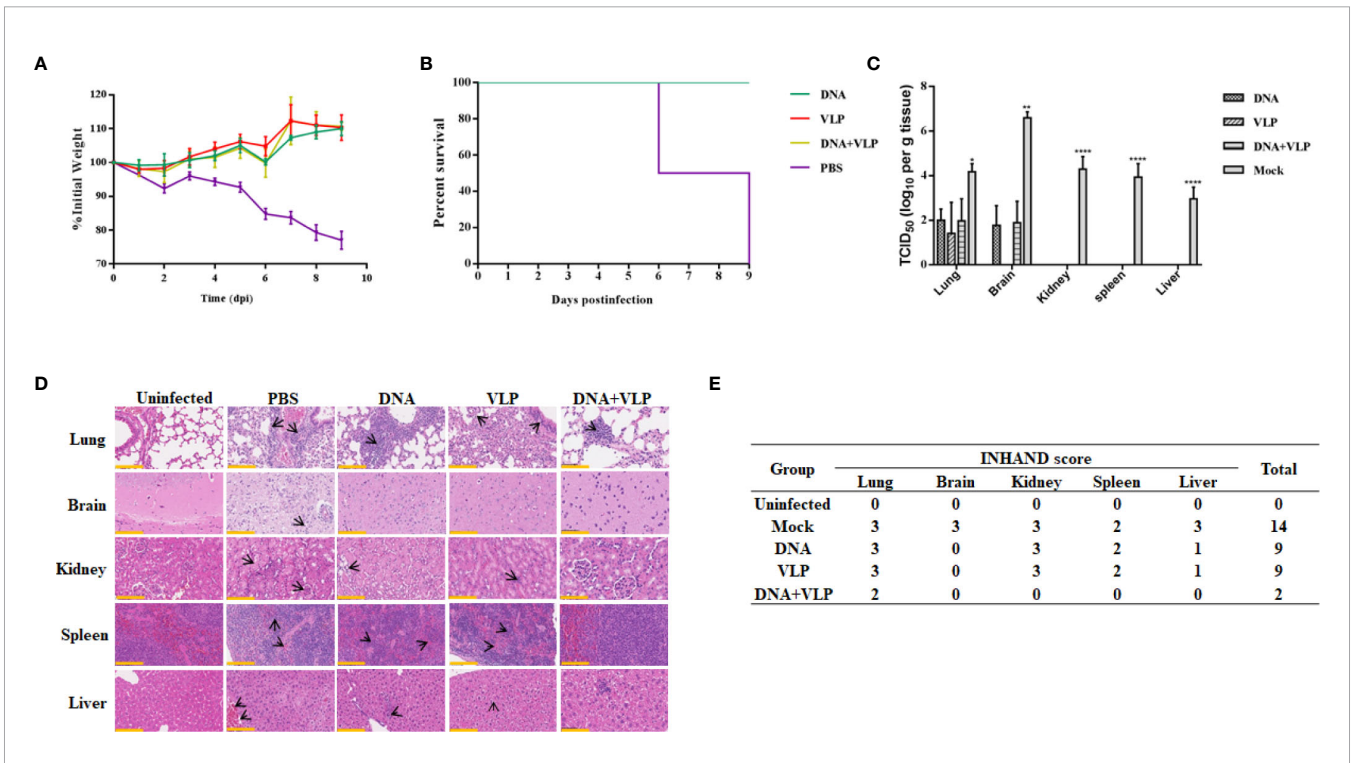 A
120
110
100
90
80
70
% Initial Weight
0 2 4 6 8 10
Time (dpi)
B
100
80
60
40
20
0
Percent survival
0 1 2 3 4 5 6 7 8 9
Days postinfection
DNA
VLP
DNA+VLP
PBS
C
8
6
4
2
0
TCID50 (log10 per g tissue)
* ** **** **** ****
Lung Brain Kidney spleen Liver
DNA
VLP
DNA+VLP
Mock
D
Uninfected PBS DNA VLP DNA+VLP
Lung
Brain
Kidney
Spleen
Liver
E
Group INHAND score Total
Lung Brain Kidney Spleen Liver
Uninfected 0 0 0 0 0 0
Mock 3 3 3 2 3 14
DNA 3 0 3 2 1 9
VLP 3 0 3 2 1 9
DNA+VLP 2 0 0 0 0 2